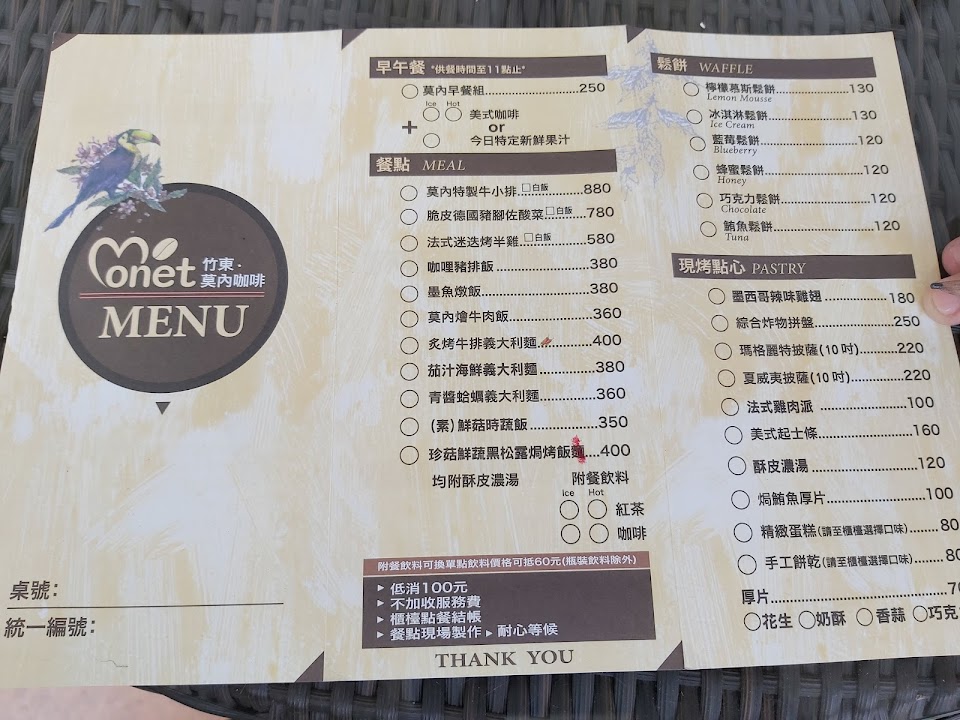 Monet 竹東.
莫內咖啡
MENU
桌號：
統一編號：
早午餐 *供餐時間至11點止*
莫內早餐組 250
Ice Hot
+ 美式咖啡
or
今日特定新鮮果汁
餐點 MEAL
莫內特製牛小排 □白飯 880
脆皮德國豬腳佐酸菜 □白飯 780
法式迷迭烤半雞 □白飯 580
咖哩豬排飯 380
墨魚燉飯 380
莫內燴牛肉飯 360
炙烤牛排義大利麵 400
茄汁海鮮義大利麵 380
青醬蛤蠣義大利麵 360
(素)鮮菇時蔬飯 350
珍菇鮮蔬黑松露焗烤飯麵 400
均附酥皮濃湯 附餐飲料
Ice Hot
紅茶
咖啡
附餐飲料可換單點飲料價格可抵60元(瓶裝飲料除外)
▸ 低消100元
▸ 不加收服務費
▸ 櫃檯點餐結帳
▸ 餐點現場製作 ▸ 耐心等候
THANK YOU
鬆餅 WAFFLE
檸檬慕斯鬆餅 130
Lemon Mousse
冰淇淋鬆餅 130
Ice Cream
藍莓鬆餅 120
Blueberry
蜂蜜鬆餅 120
Honey
巧克力鬆餅 120
Chocolate
鮪魚鬆餅 120
Tuna
現烤點心 PASTRY
墨西哥辣味雞翅 180
綜合炸物拼盤 250
瑪格麗特披薩(10吋) 220
夏威夷披薩(10吋) 220
法式雞肉派 100
美式起士條 160
酥皮濃湯 120
焗鮪魚厚片 100
精緻蛋糕(請至櫃檯選擇口味) 80
手工餅乾(請至櫃檯選擇口味) 80
厚片
花生 奶酥 香蒜 巧克